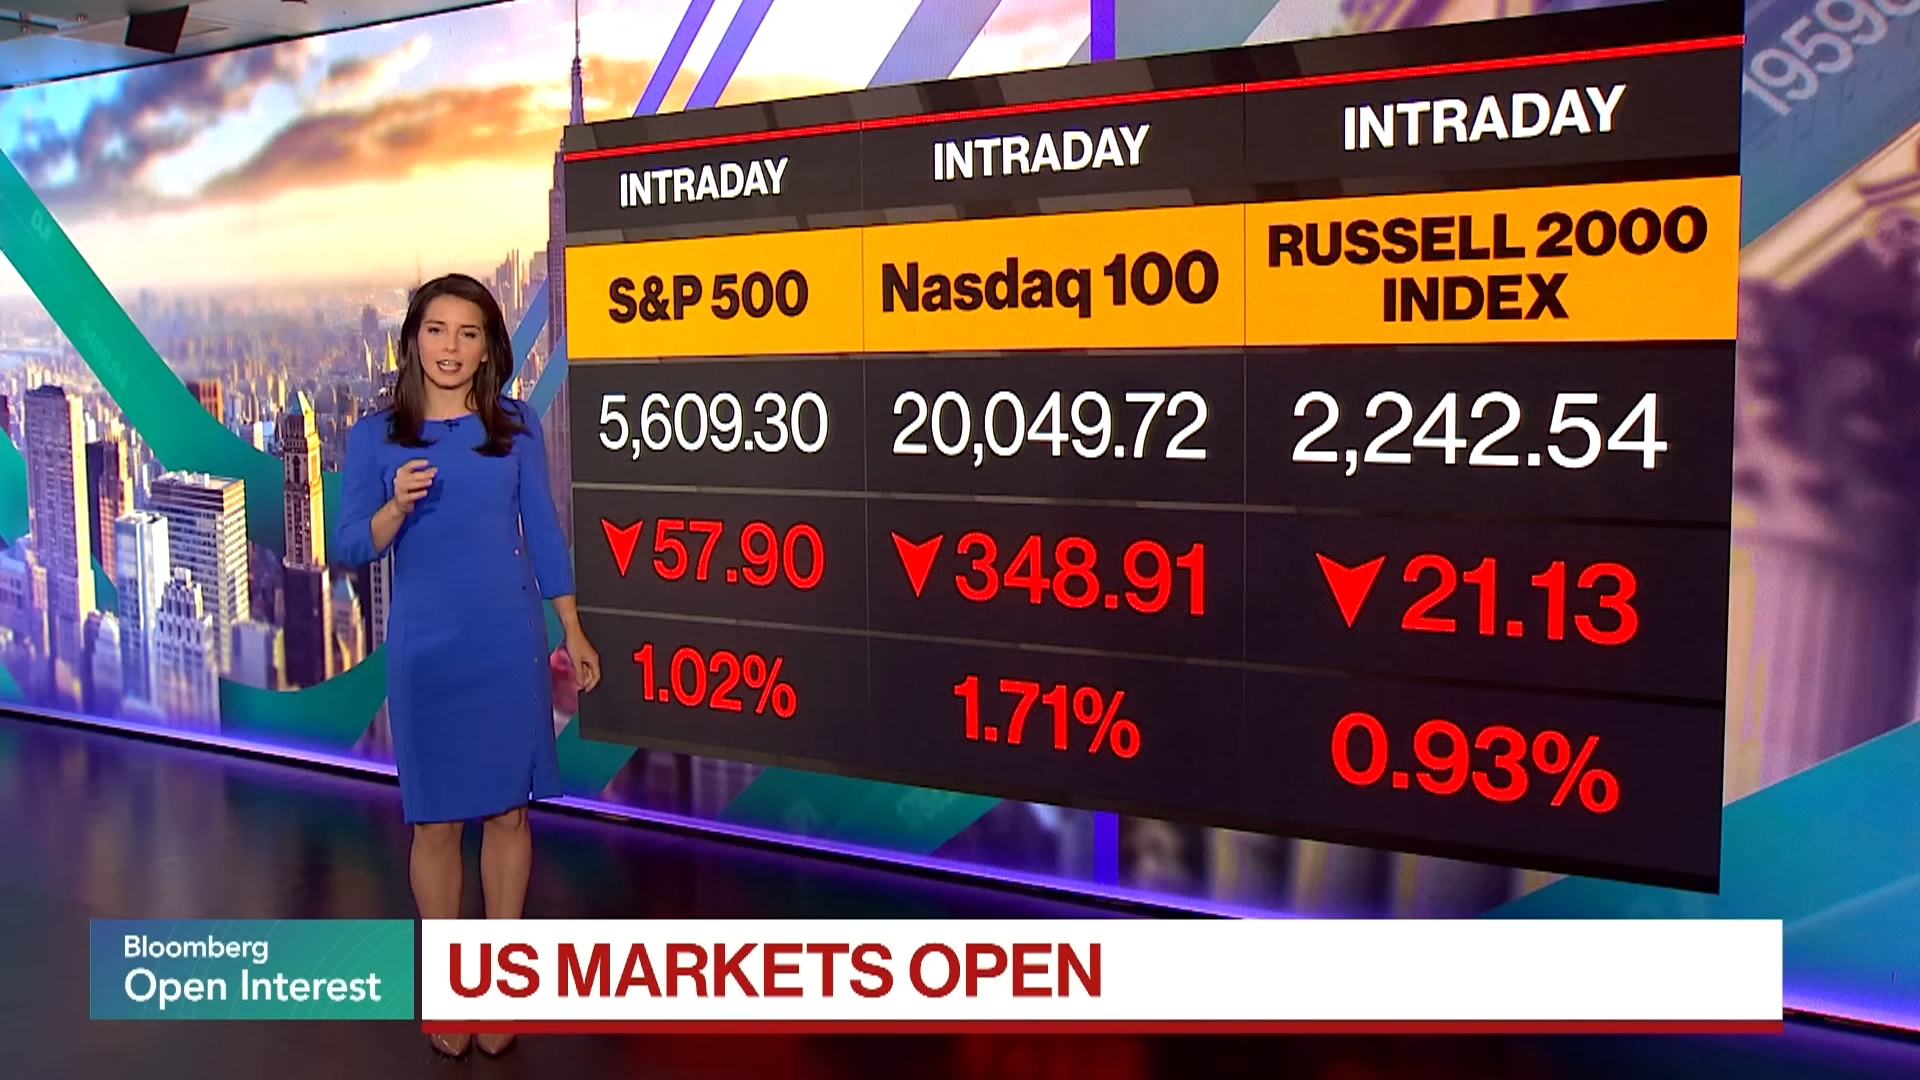 INTRADAY INTRADAY INTRADAY
S&P 500 Nasdaq 100 RUSSELL 2000
INDEX
5,609.30 20,049.72 2,242.54
▼57.90 ▼348.91 ▼21.13
1.02% 1.71% 0.93%
Bloomberg
Open Interest
US MARKETS OPEN